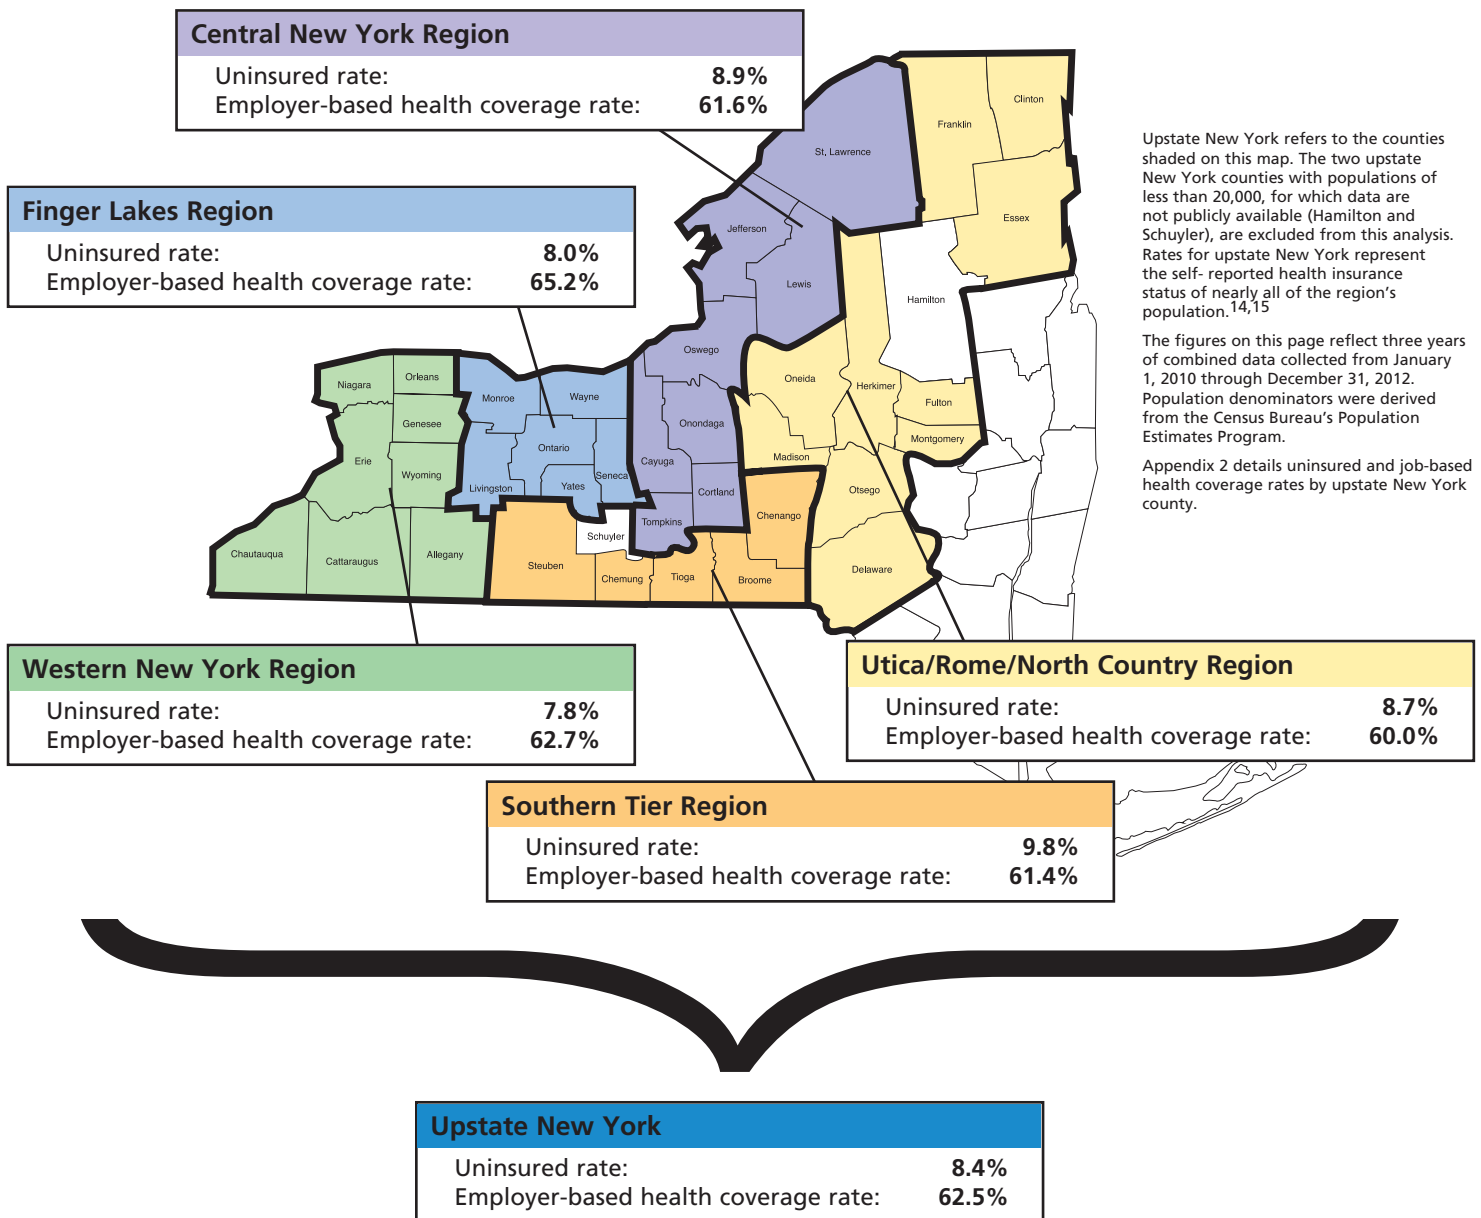 Central New York Region
Uninsured rate: 8.9%
Employer-based health coverage rate: 61.6%
Finger Lakes Region
Uninsured rate: 8.0%
Employer-based health coverage rate: 65.2%
Upstate New York refers to the counties
shaded on this map. The two upstate
New York counties with populations of
less than 20,000, for which data are
not publicly available (Hamilton and
Schuyler), are excluded from this analysis.
Rates for upstate New York represent
the self- reported health insurance
status of nearly all of the region's
population.14,15
The figures on this page reflect three years
of combined data collected from January
1, 2010 through December 31, 2012.
Population denominators were derived
from the Census Bureau's Population
Estimates Program.
Appendix 2 details uninsured and job-based
health coverage rates by upstate New York
county.
Clinton
Franklin
St. Lawrence
Essex
Jefferson
Lewis
Hamilton
Oswego
Oneida
Herkimer
Fulton
Montgomery
Madison
Otsego
Delaware
Onondaga
Cayuga
Cortland
Tompkins
Chenango
Niagara
Orleans
Genesee
Erie
Wyoming
Chautauqua
Cattaraugus
Allegany
Monroe
Wayne
Ontario
Seneca
Livingston
Yates
Schuyler
Steuben
Chemung
Tioga
Broome
Western New York Region
Uninsured rate: 7.8%
Employer-based health coverage rate: 62.7%
Utica/Rome/North Country Region
Uninsured rate: 8.7%
Employer-based health coverage rate: 60.0%
Southern Tier Region
Uninsured rate: 9.8%
Employer-based health coverage rate: 61.4%
Upstate New York
Uninsured rate: 8.4%
Employer-based health coverage rate: 62.5%